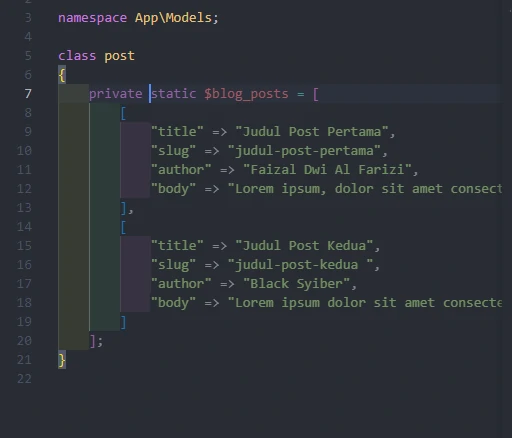 3 namespace App\Models;
4
5 class post
6 {
7 private static $blog_posts = [
8 [
9 "title" => "Judul Post Pertama",
10 "slug" => "judul-post-pertama",
11 "author" => "Faizal Dwi Al Farizi",
12 "body" => "Lorem ipsum, dolor sit amet consect
13 ],
14 [
15 "title" => "Judul Post Kedua",
16 "slug" => "judul-post-kedua ",
17 "author" => "Black Syiber",
18 "body" => "Lorem ipsum dolor sit amet consecte
19 ]
20 ];
21 }
22